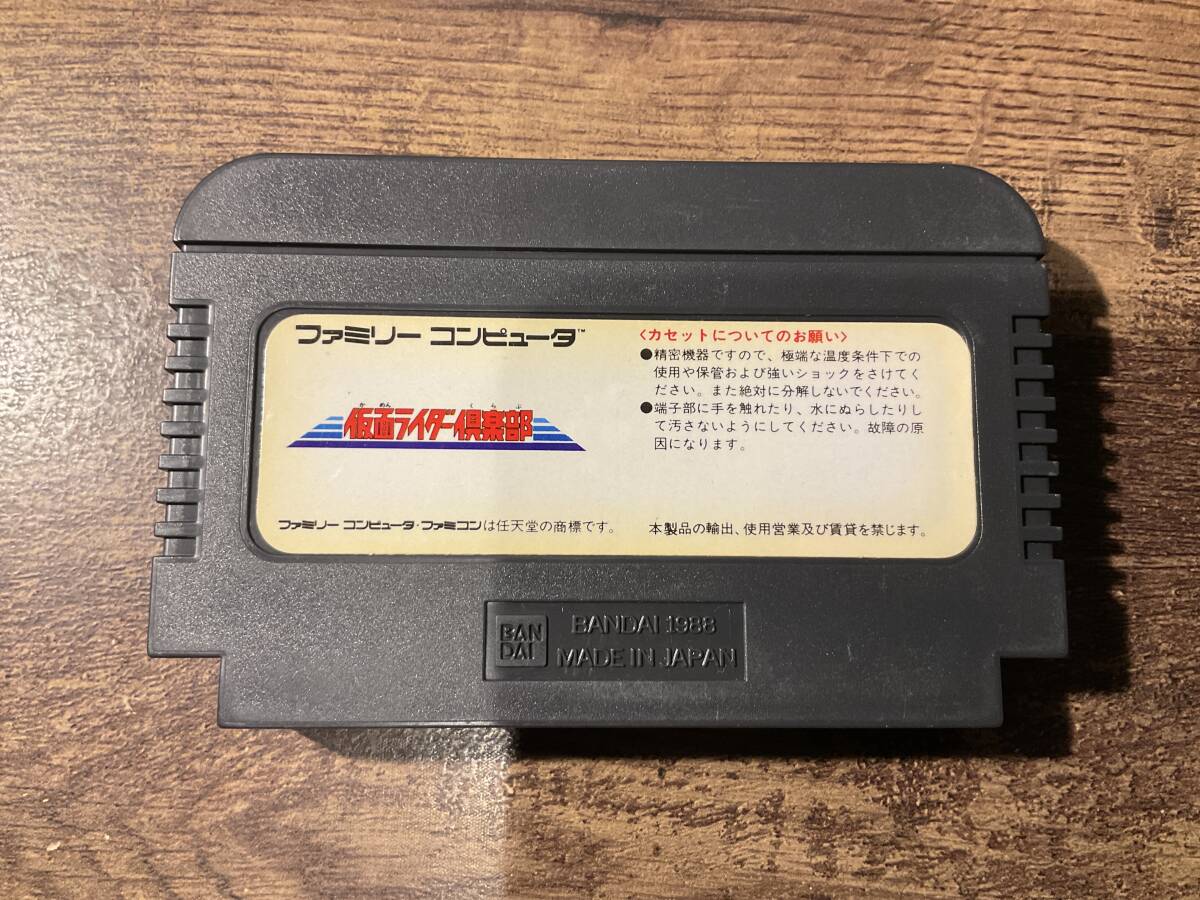 ファミリー コンピュータ™
かめん くらぶ
仮面ライダー倶楽部
ファミリー コンピュータ・ファミコンは任天堂の商標です。
〈カセットについてのお願い〉
●精密機器ですので、極端な温度条件下での
使用や保管および強いショックをさけてく
ださい。また絶対に分解しないでください。
●端子部に手を触れたり、水にぬらしたりし
て汚さないようにしてください。故障の原
因になります。
本製品の輸出、使用営業及び賃貸を禁じます。
BAN
DAI
BANDAI 1988
MADE IN JAPAN